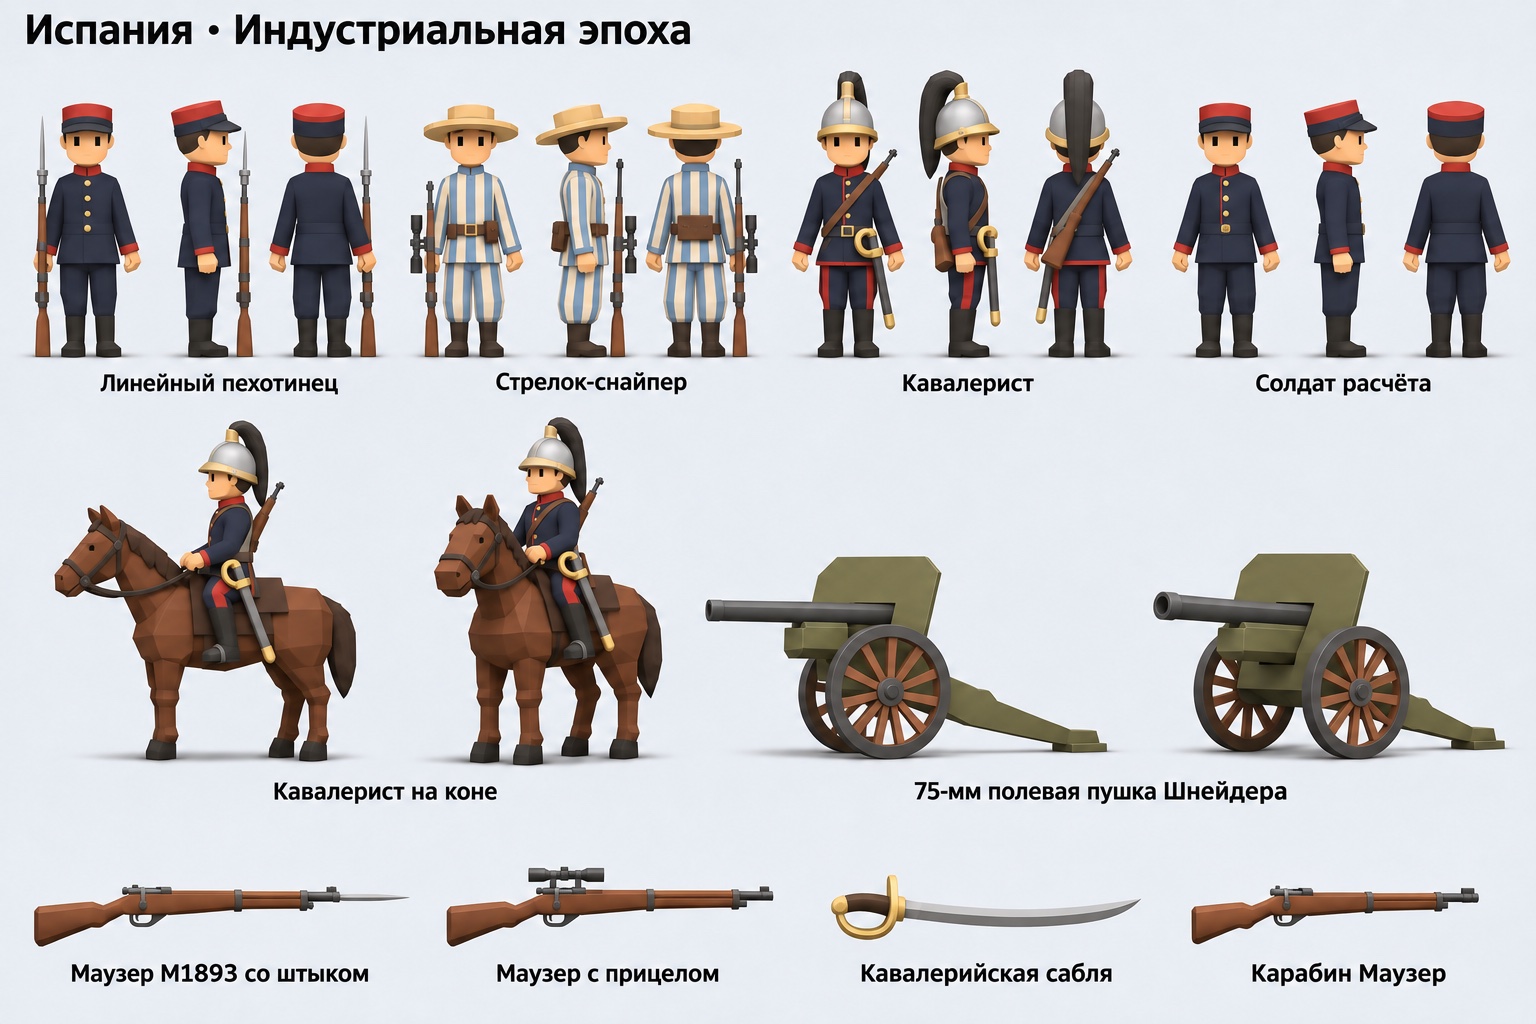 Испания • Индустриальная эпоха
Линейный пехотинец
Стрелок-снайпер
Кавалерист
Солдат расчёта
Кавалерист на коне
75-мм полевая пушка Шнейдера
Маузер M1893 со штыком
Маузер с прицелом
Кавалерийская сабля
Карабин Маузер